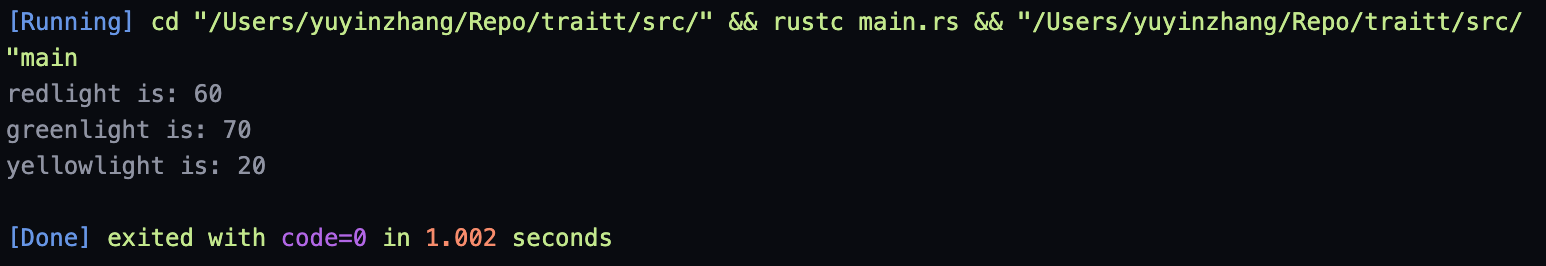 [Running] cd "/Users/yuyinzhang/Repo/traitt/src/" && rustc main.rs && "/Users/yuyinzhang/Repo/traitt/src/
"main
redlight is: 60
greenlight is: 70
yellowlight is: 20
[Done] exited with code=0 in 1.002 seconds